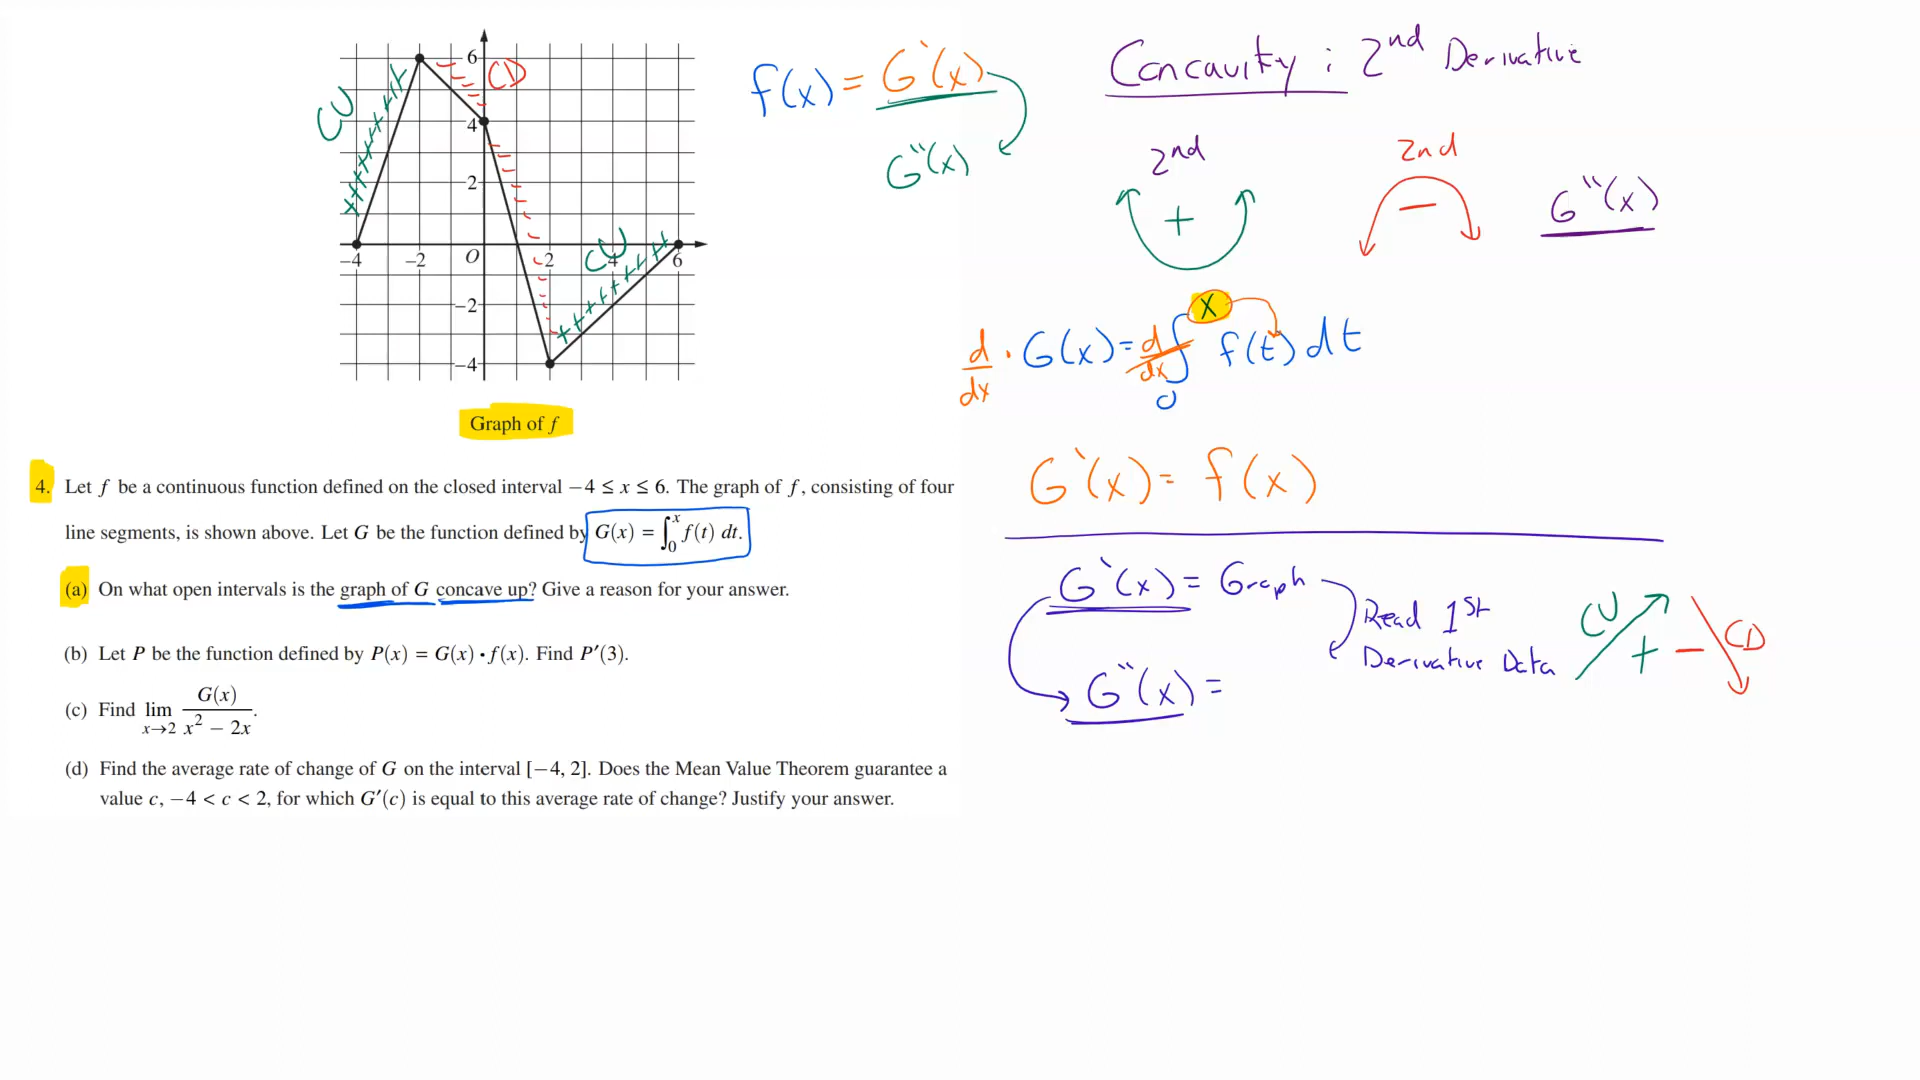 6
4
2
-4
-2
O
2
4
6
-2
-4
CU
CD
CU
Graph of f
f(x) = G'(x)
G''(x)
Concavity : 2nd Derivative
2nd
+
2nd
−
G''(x)
d/dx · G(x) = d/dx ∫₀ˣ f(t) dt
G'(x) = f(x)
G'(x) = Graph
Read 1st
Derivative Data
CU
+
−
CD
G''(x) =
4. Let f be a continuous function defined on the closed interval −4 ≤ x ≤ 6. The graph of f, consisting of four
line segments, is shown above. Let G be the function defined by G(x) = ∫₀ˣ f(t) dt.
(a) On what open intervals is the graph of G concave up? Give a reason for your answer.
(b) Let P be the function defined by P(x) = G(x) • f(x). Find P′(3).
(c) Find lim x→2 G(x) / x² − 2x.
(d) Find the average rate of change of G on the interval [−4, 2]. Does the Mean Value Theorem guarantee a
value c, −4 < c < 2, for which G′(c) is equal to this average rate of change? Justify your answer.